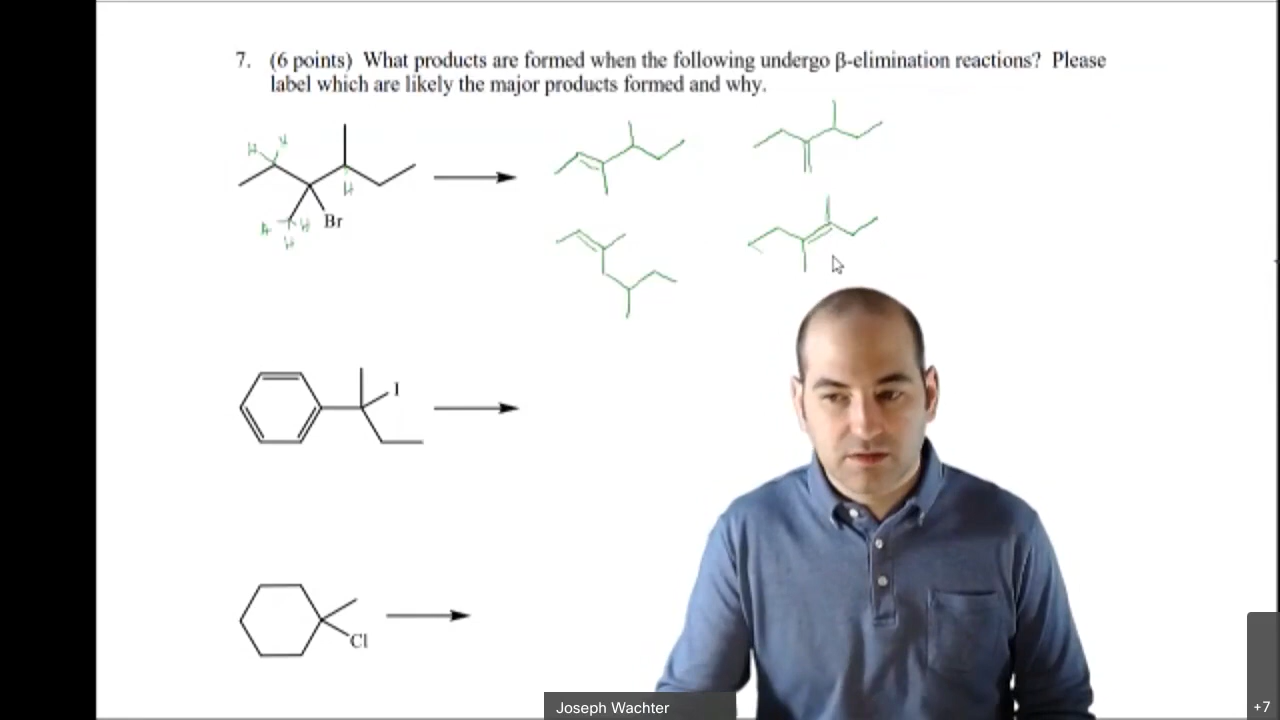 7. (6 points) What products are formed when the following undergo β-elimination reactions? Please
label which are likely the major products formed and why.
H H
H
H H
H
Br
I
Cl
Joseph Wachter
+7